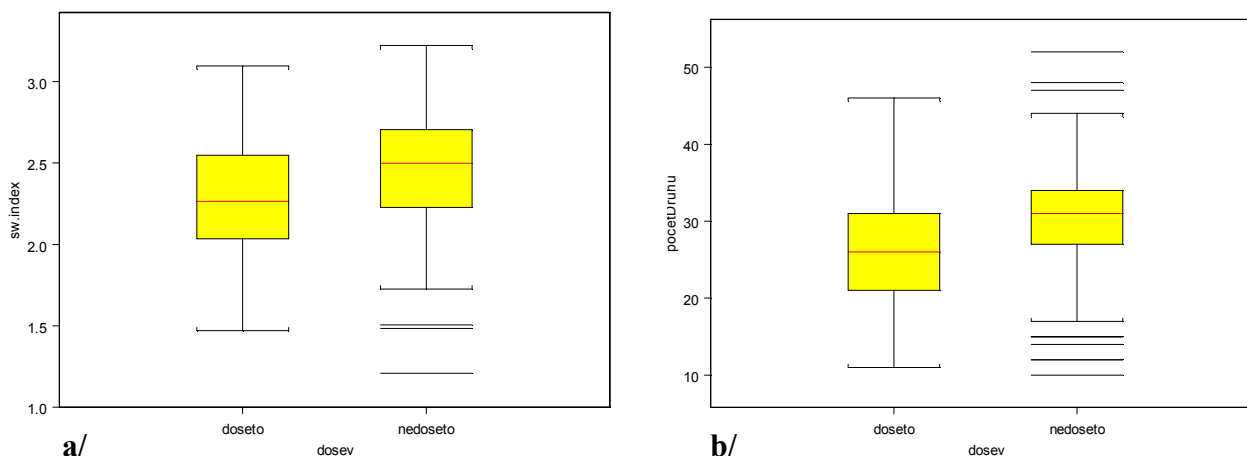 3.0
2.5
2.0
1.5
1.0
sw.index
doseto
nedoseto
dosev
a/
50
40
30
20
10
pocetDruhu
doseto
nedoseto
dosev
b/